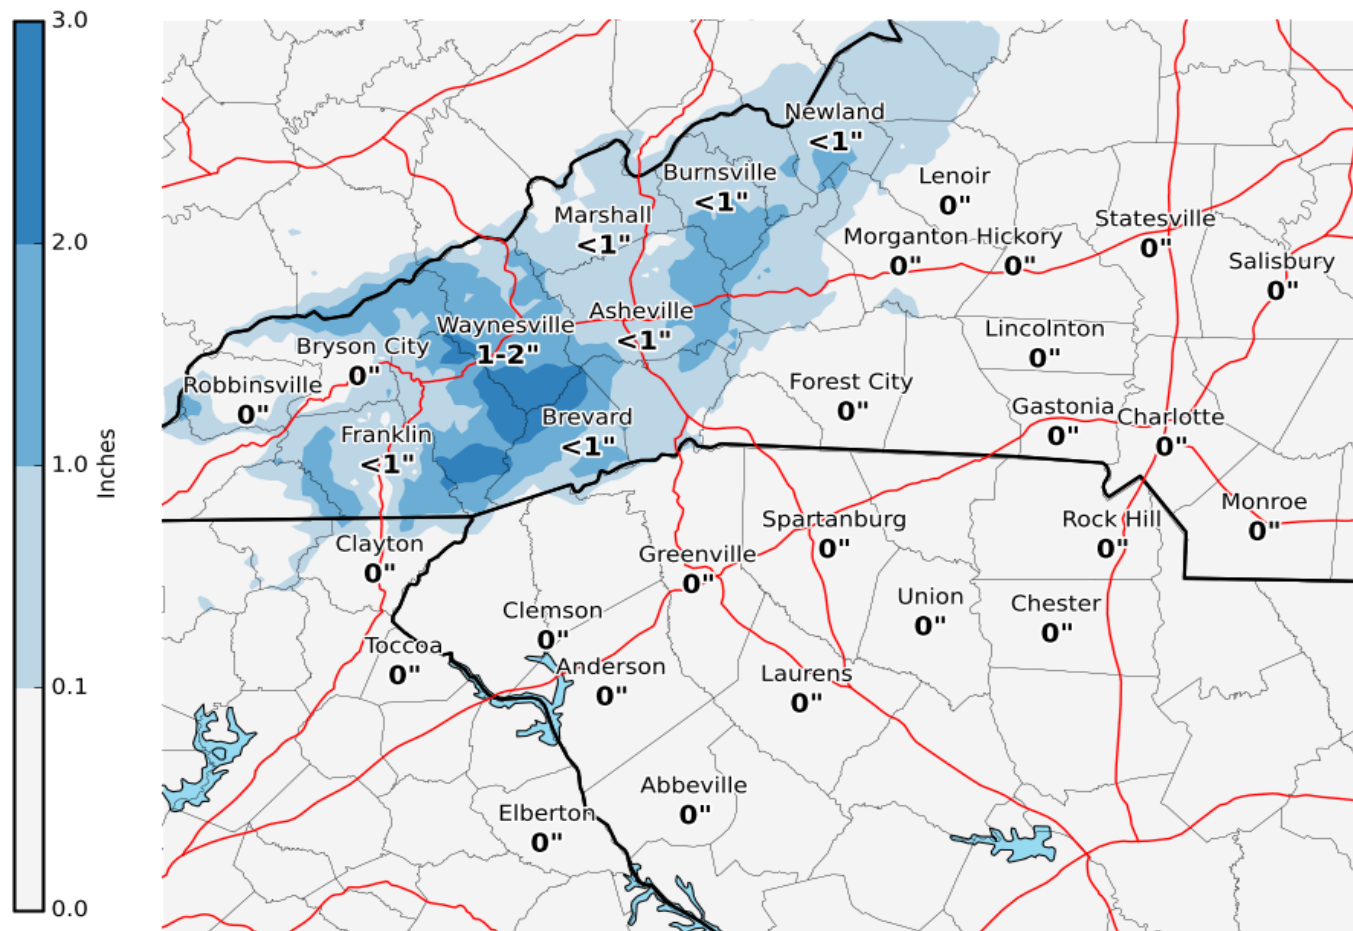 3.0
2.0
1.0
0.1
0.0
Inches
Newland
<1"
Burnsville
<1"
Lenoir
0"
Marshall
<1"
Statesville
0"
Morganton
0"
Hickory
0"
Salisbury
0"
Asheville
<1"
Waynesville
1-2"
Lincolnton
0"
Bryson City
0"
Robbinsville
0"
Forest City
0"
Brevard
<1"
Gastonia
0"
Charlotte
0"
Franklin
<1"
Monroe
0"
Spartanburg
0"
Rock Hill
0"
Clayton
0"
Greenville
0"
Union
0"
Chester
0"
Clemson
0"
Toccoa
0"
Anderson
0"
Laurens
0"
Abbeville
0"
Elberton
0"